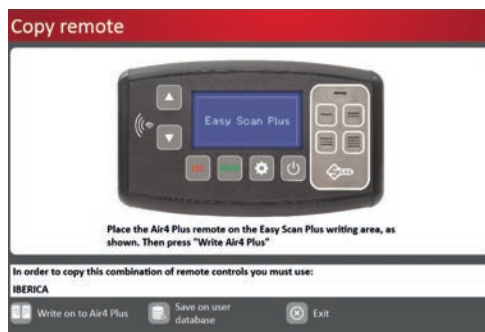 Copy remote
Easy Scan Plus
Place the Air4 Plus remote on the Easy Scan Plus writing area, as
shown. Then press "Write Air4 Plus"
In order to copy this combination of remote controls you must use:
IBERICA
Write on to Air4 Plus
Save on user
database
Exit